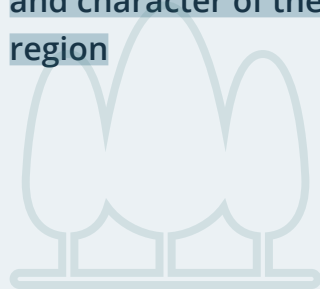 and character of the
region